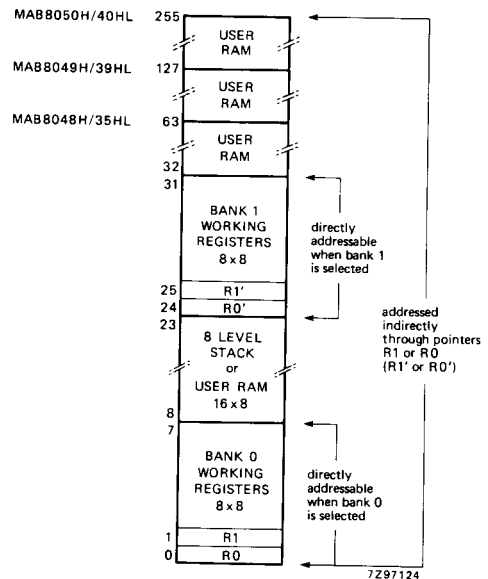 MAB8050H/40HL 255
USER
RAM
MAB8049H/39HL 127
USER
RAM
MAB8048H/35HL 63
USER
RAM
32
31
BANK 1
WORKING
REGISTERS
8 x 8
directly
addressable
when bank 1
is selected
25 R1'
24 R0'
23
8 LEVEL
STACK
or
USER RAM
16 x 8
8
addressed
indirectly
through pointers
R1 or R0
(R1' or R0')
7
BANK 0
WORKING
REGISTERS
8 x 8
directly
addressable
when bank 0
is selected
1 R1
0 R0
7Z97124